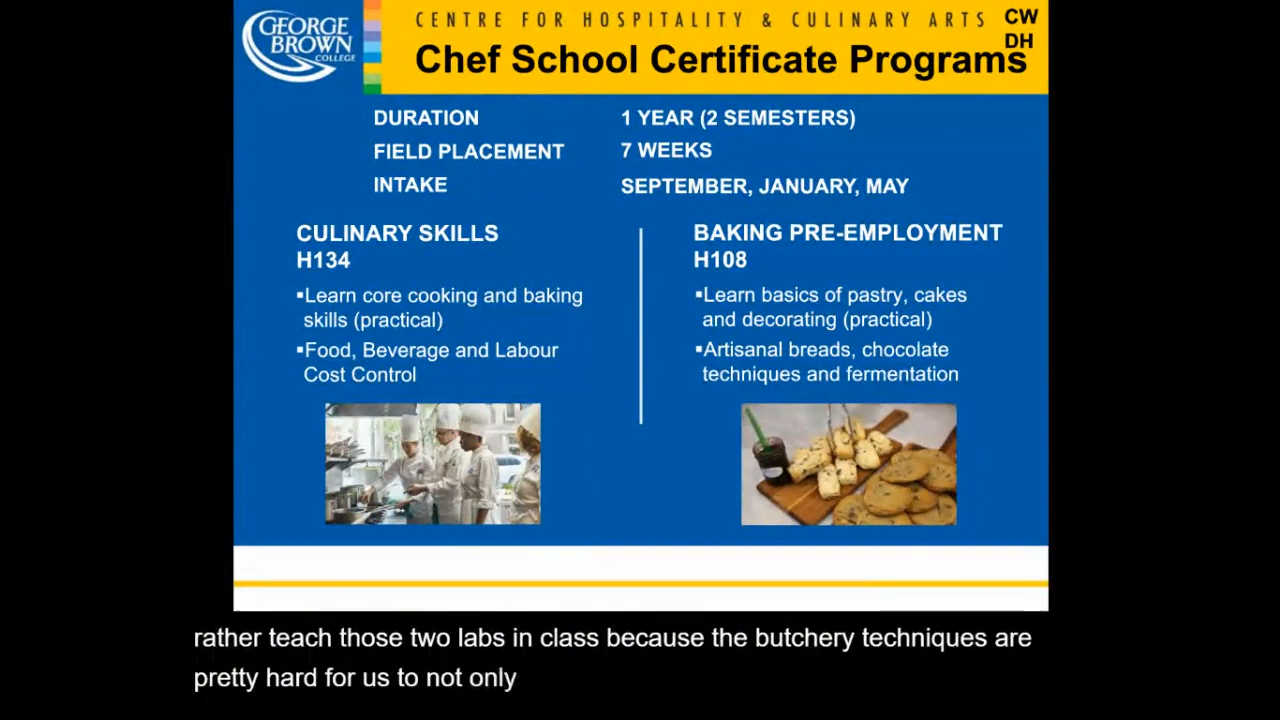 GEORGE
BROWN
COLLEGE
CENTRE FOR HOSPITALITY & CULINARY ARTS
CW
DH
Chef School Certificate Programs
DURATION 1 YEAR (2 SEMESTERS)
FIELD PLACEMENT 7 WEEKS
INTAKE SEPTEMBER, JANUARY, MAY
CULINARY SKILLS
H134
▪Learn core cooking and baking
skills (practical)
▪Food, Beverage and Labour
Cost Control
BAKING PRE-EMPLOYMENT
H108
▪Learn basics of pastry, cakes
and decorating (practical)
▪Artisanal breads, chocolate
techniques and fermentation
rather teach those two labs in class because the butchery techniques are
pretty hard for us to not only